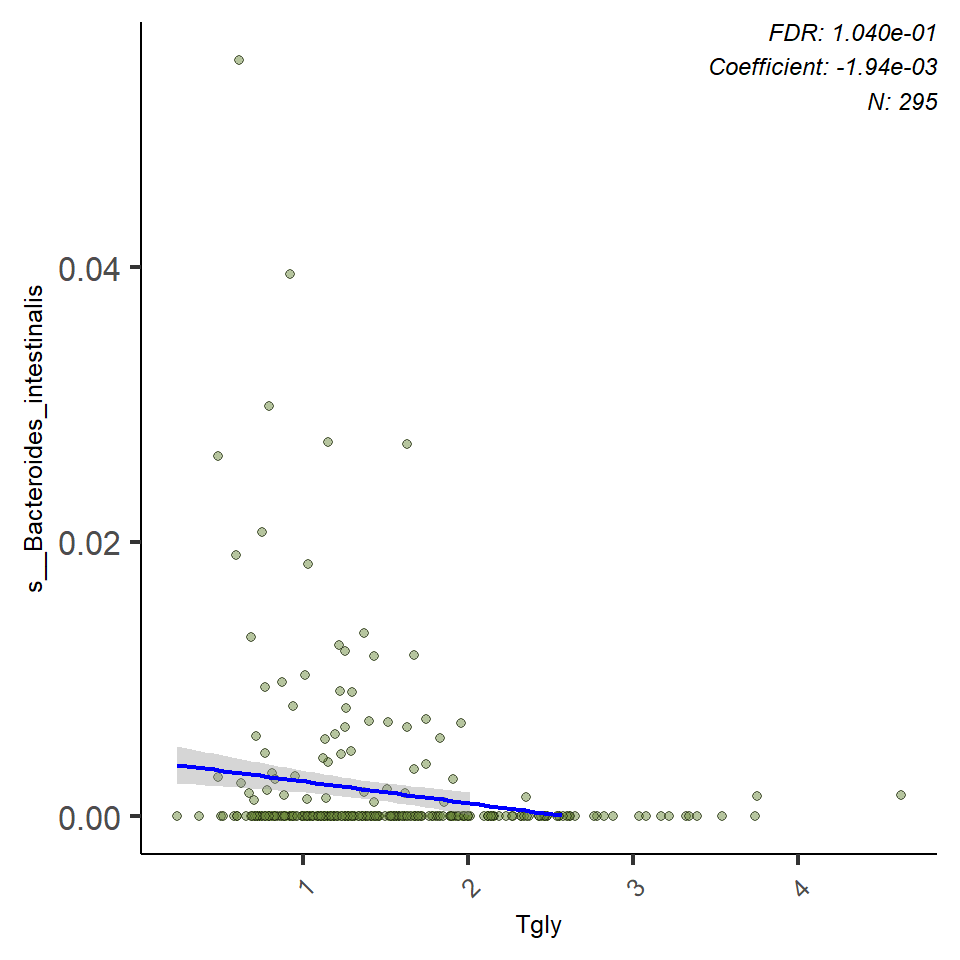 FDR: 1.040e-01
Coefficient: -1.94e-03
N: 295
s__Bacteroides_intestinalis
0.04
0.02
0.00
1
2
3
4
Tgly